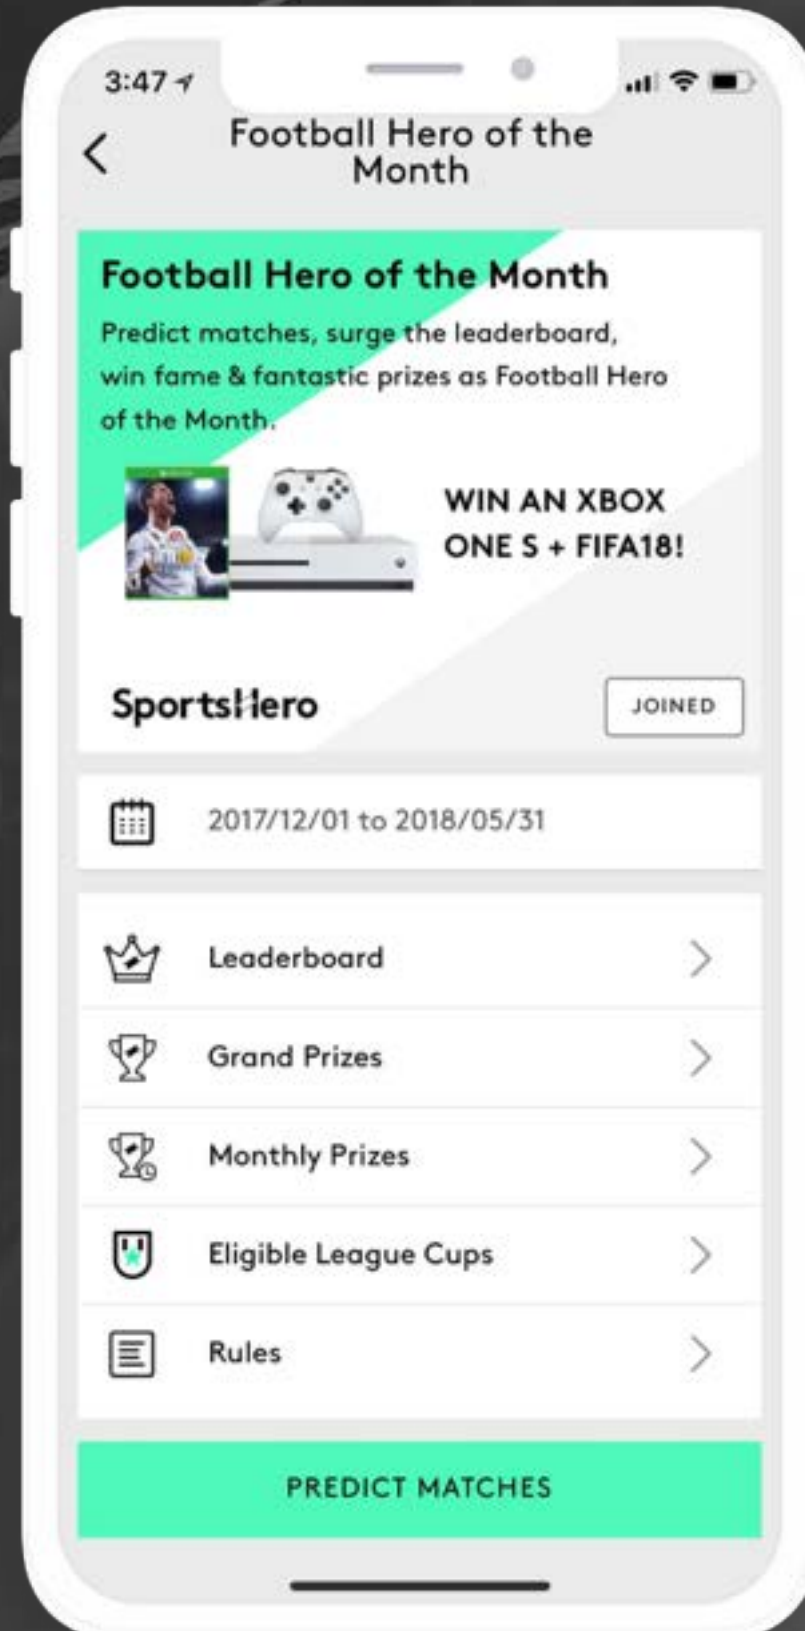 3:47
Football Hero of the
Month
Football Hero of the Month
Predict matches, surge the leaderboard,
win fame & fantastic prizes as Football Hero
of the Month.
WIN AN XBOX
ONE S + FIFA18!
SportsHero
JOINED
2017/12/01 to 2018/05/31
Leaderboard
Grand Prizes
Monthly Prizes
Eligible League Cups
Rules
PREDICT MATCHES